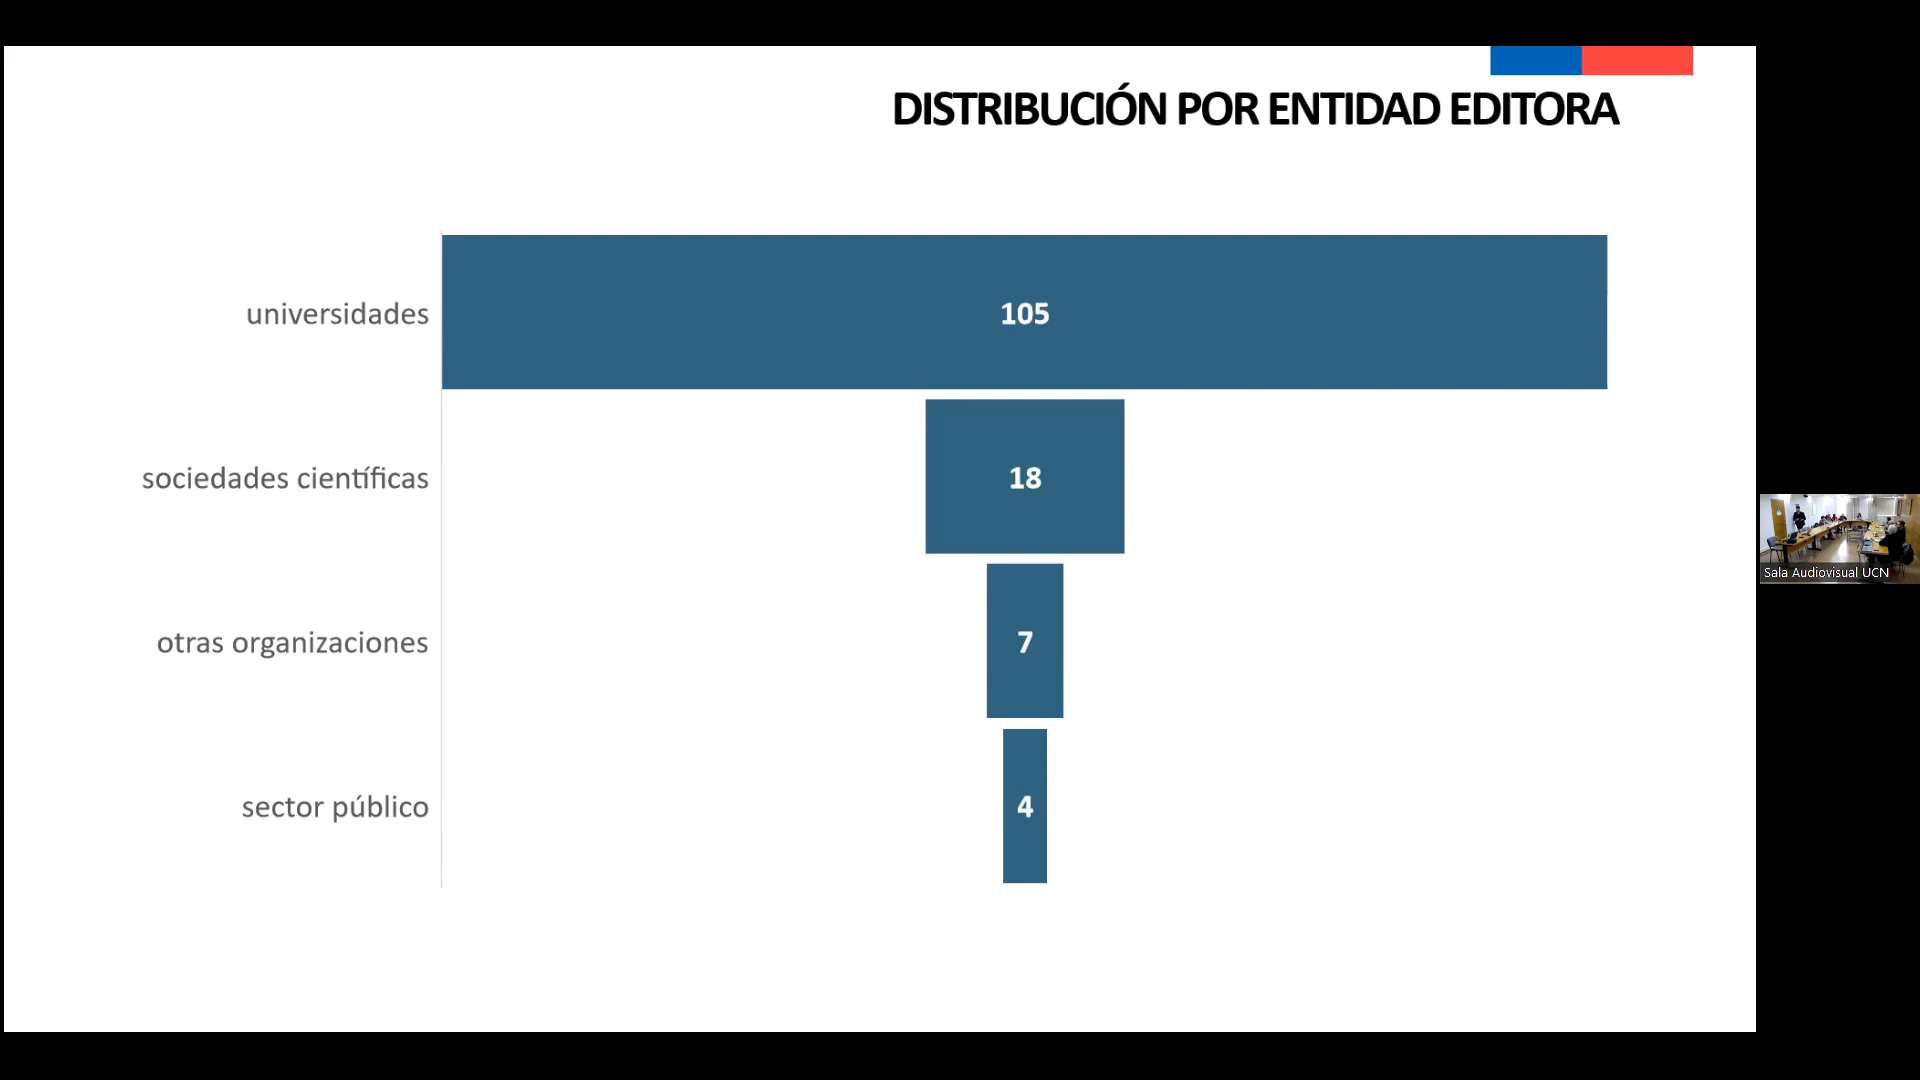 DISTRIBUCIÓN POR ENTIDAD EDITORA
universidades 105
sociedades científicas 18
otras organizaciones 7
sector público 4
Sala Audiovisual UCN